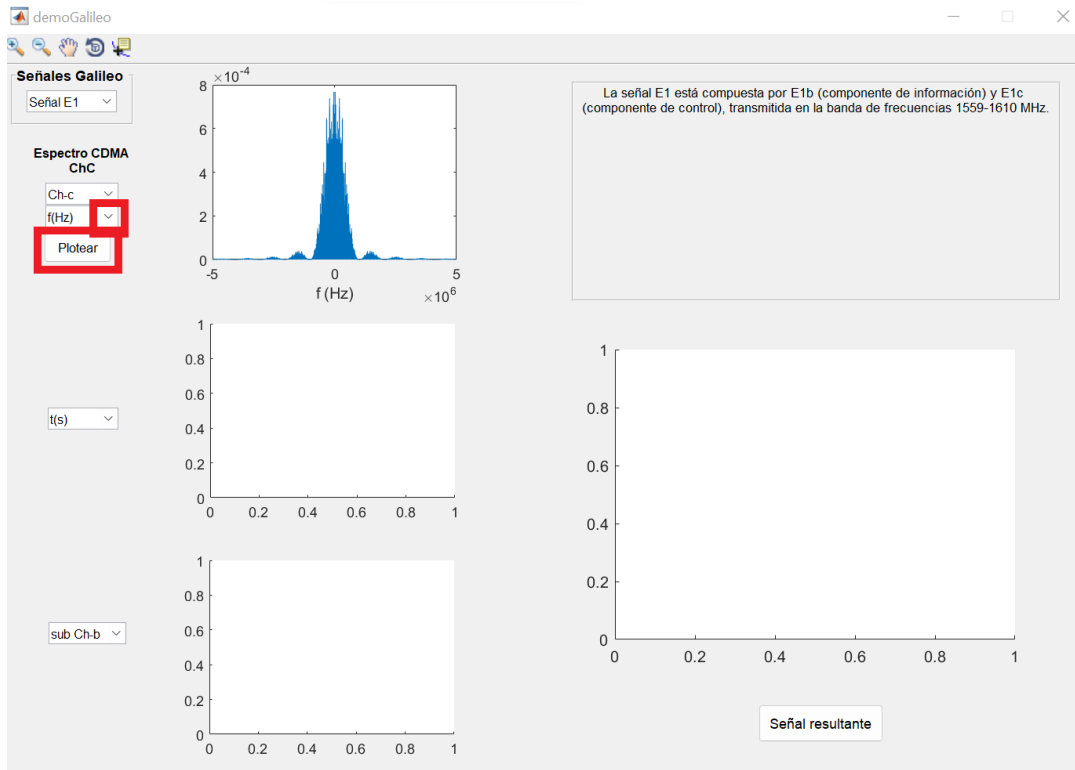 demoGalileo
Señales Galileo
Señal E1
Espectro CDMA
ChC
Ch-c
f(Hz)
Plotear
×10^-4
8
6
4
2
0
-5
0
5
f (Hz)
×10^6
La señal E1 está compuesta por E1b (componente de información) y E1c
(componente de control), transmitida en la banda de frecuencias 1559-1610 MHz.
t(s)
1
0.8
0.6
0.4
0.2
0
0 0.2 0.4 0.6 0.8 1
sub Ch-b
1
0.8
0.6
0.4
0.2
0
0 0.2 0.4 0.6 0.8 1
1
0.8
0.6
0.4
0.2
0
0 0.2 0.4 0.6 0.8 1
Señal resultante